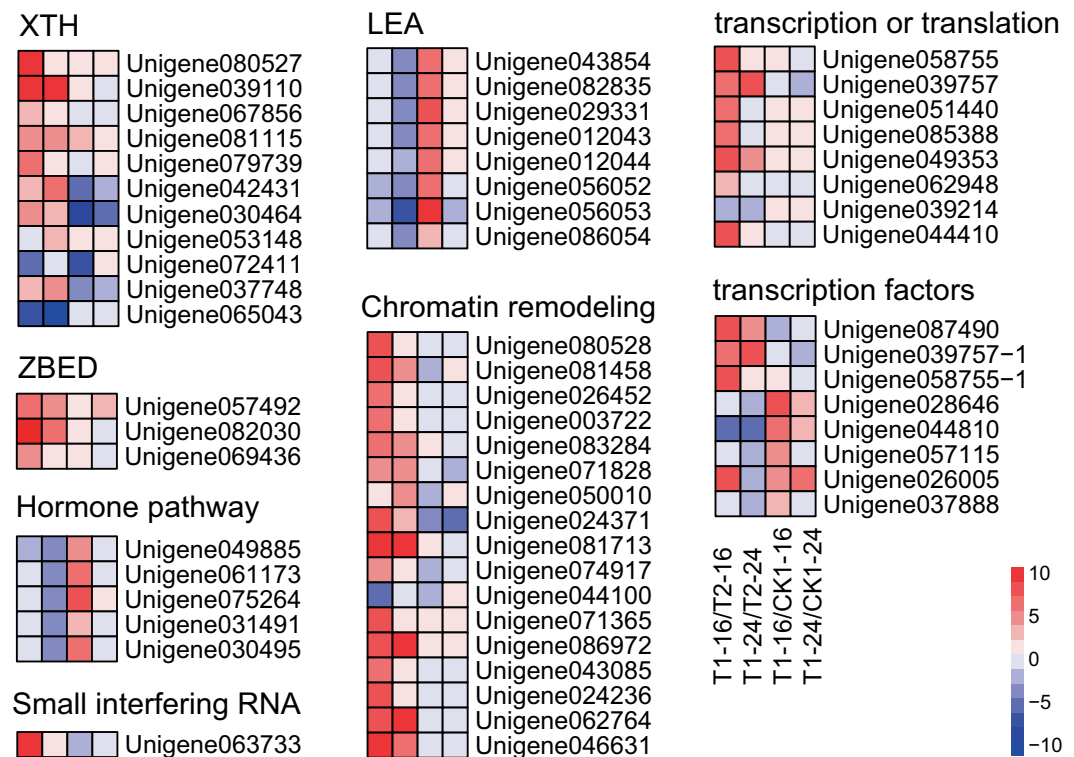 XTH
Unigene080527
Unigene039110
Unigene067856
Unigene081115
Unigene079739
Unigene042431
Unigene030464
Unigene053148
Unigene072411
Unigene037748
Unigene065043
ZBED
Unigene057492
Unigene082030
Unigene069436
Hormone pathway
Unigene049885
Unigene061173
Unigene075264
Unigene031491
Unigene030495
Small interfering RNA
Unigene063733
LEA
Unigene043854
Unigene082835
Unigene029331
Unigene012043
Unigene012044
Unigene056052
Unigene056053
Unigene086054
Chromatin remodeling
Unigene080528
Unigene081458
Unigene026452
Unigene003722
Unigene083284
Unigene071828
Unigene050010
Unigene024371
Unigene081713
Unigene074917
Unigene044100
Unigene071365
Unigene086972
Unigene043085
Unigene024236
Unigene062764
Unigene046631
transcription or translation
Unigene058755
Unigene039757
Unigene051440
Unigene085388
Unigene049353
Unigene062948
Unigene039214
Unigene044410
transcription factors
Unigene087490
Unigene039757−1
Unigene058755−1
Unigene028646
Unigene044810
Unigene057115
Unigene026005
Unigene037888
T1-16/T2-16
T1-24/T2-24
T1-16/CK1-16
T1-24/CK1-24
10
5
0
−5
−10